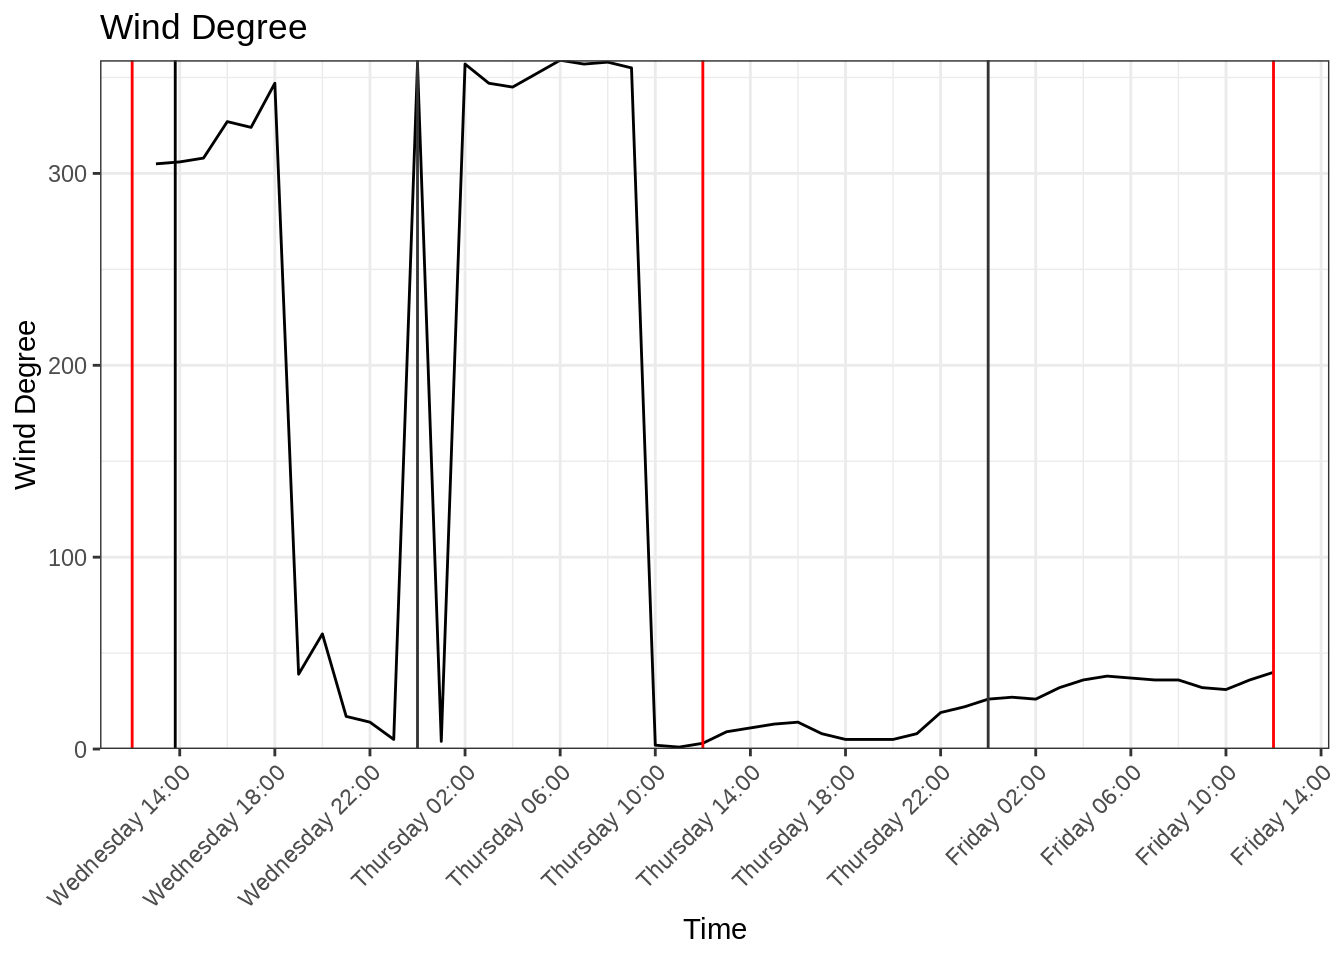 Wind Degree
Wind Degree
300
200
100
0
Wednesday 14:00
Wednesday 18:00
Wednesday 22:00
Thursday 02:00
Thursday 06:00
Thursday 10:00
Thursday 14:00
Thursday 18:00
Thursday 22:00
Friday 02:00
Friday 06:00
Friday 10:00
Friday 14:00
Time